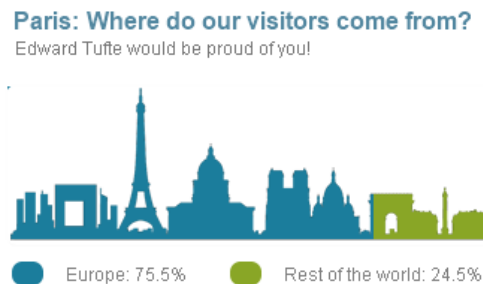 Paris: Where do our visitors come from?
Edward Tufte would be proud of you!
Europe: 75.5%
Rest of the world: 24.5%